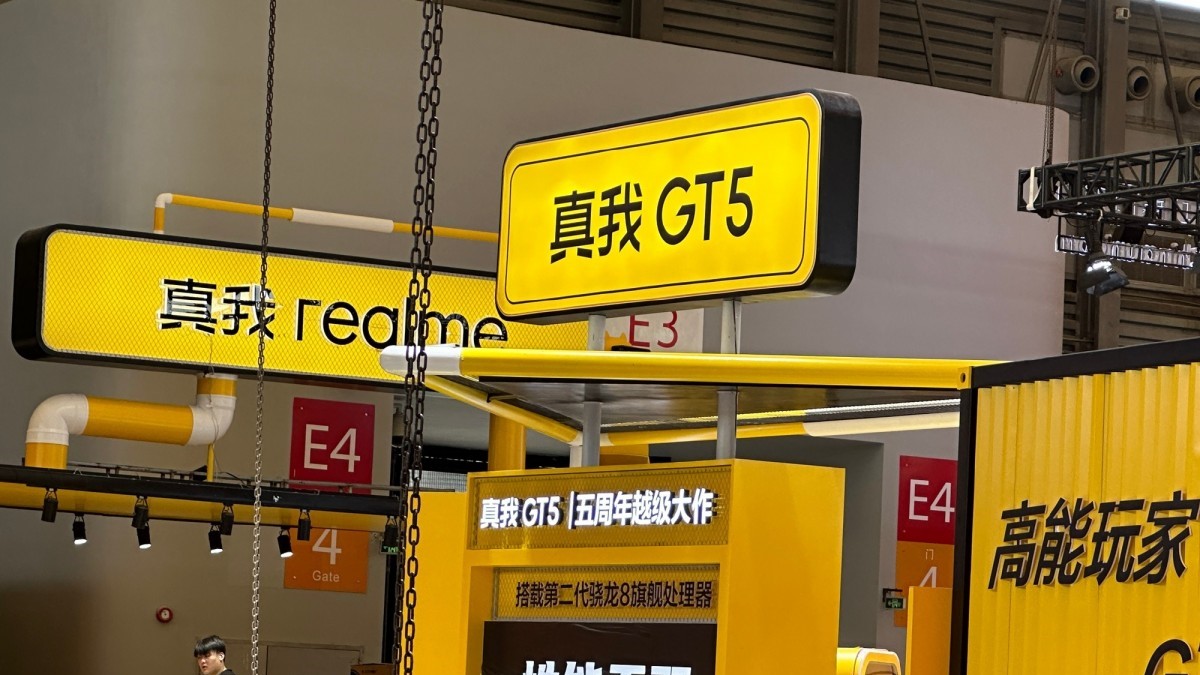 真我 GT5
真我 realme
E3
E4
4
Gate
真我 GT5 | 五周年越级大作
搭载第二代骁龙8旗舰处理器
E4
门
4
高能玩家